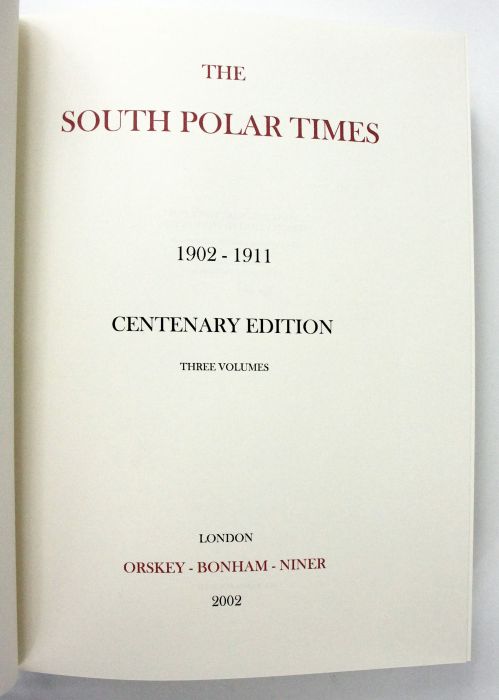 THE
SOUTH POLAR TIMES
1902 - 1911
CENTENARY EDITION
THREE VOLUMES
LONDON
ORSKEY - BONHAM - NINER
2002